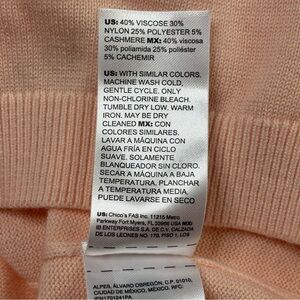 US: 40% VISCOSE 30%
NYLON 25% POLYESTER 5%
CASHMERE MX: 40% viscosa
30% poliamida 25% poliéster
5% CACHEMIR
US: WITH SIMILAR COLORS.
MACHINE WASH COLD,
GENTLE CYCLE. ONLY
NON-CHLORINE BLEACH.
TUMBLE DRY LOW. WARM
IRON. MAY BE DRY
CLEANED MX: CON
COLORES SIMILARES.
LAVAR A MÁQUINA CON
AGUA FRÍA EN CICLO
SUAVE. SOLAMENTE
BLANQUEADOR SIN CLORO.
SECAR A MÁQUINA A BAJA
TEMPERATURA. PLANCHAR
A TEMPERATURA MEDIA.
PUEDE LAVARSE EN SECO
US: Chico's FAS Inc. 11215 Metro
Parkway Fort Myers, FL 33966 USA MX:
IB ENTERPRISES S.A. DE C.V. CALZADA
DE LOS LEONES NO. 170, PISO 1, LOS
ALPES, ÁLVARO OBREGÓN, C.P. 01010,
CIUDAD DE MÉXICO, MÉXICO, RFC: